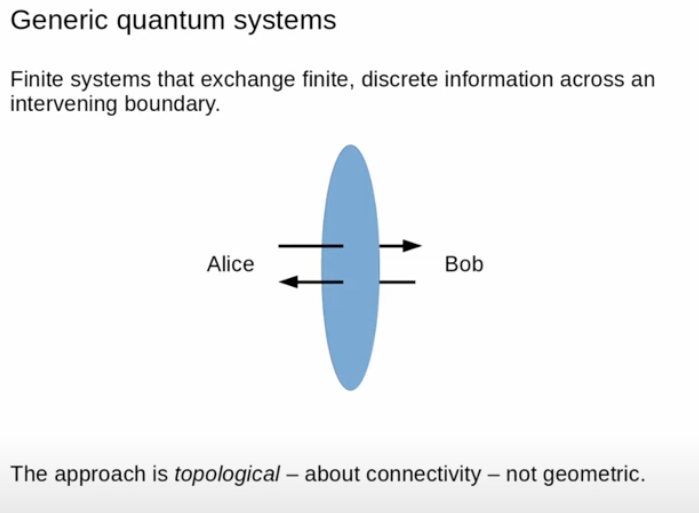 Generic quantum systems
Finite systems that exchange finite, discrete information across an
intervening boundary.
Alice
Bob
The approach is topological – about connectivity – not geometric.